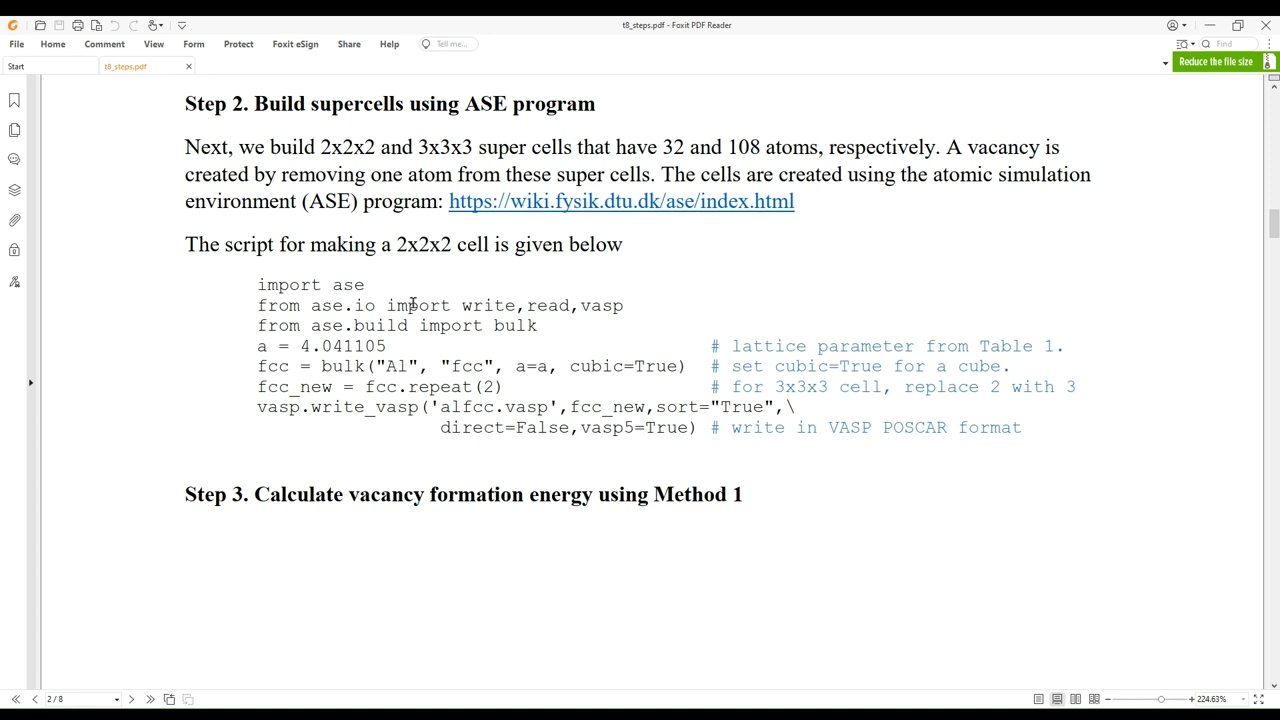 t8_steps.pdf - Foxit PDF Reader
File Home Comment View Form Protect Foxit eSign Share Help Tell me... Find
Start t8_steps.pdf Reduce the file size
Step 2. Build supercells using ASE program
Next, we build 2x2x2 and 3x3x3 super cells that have 32 and 108 atoms, respectively. A vacancy is
created by removing one atom from these super cells. The cells are created using the atomic simulation
environment (ASE) program: https://wiki.fysik.dtu.dk/ase/index.html
The script for making a 2x2x2 cell is given below
import ase
from ase.io import write,read,vasp
from ase.build import bulk
a = 4.041105 # lattice parameter from Table 1.
fcc = bulk("Al", "fcc", a=a, cubic=True) # set cubic=True for a cube.
fcc_new = fcc.repeat(2) # for 3x3x3 cell, replace 2 with 3
vasp.write_vasp('alfcc.vasp',fcc_new,sort="True",\
direct=False,vasp5=True) # write in VASP POSCAR format
Step 3. Calculate vacancy formation energy using Method 1
2 / 8 224.63%